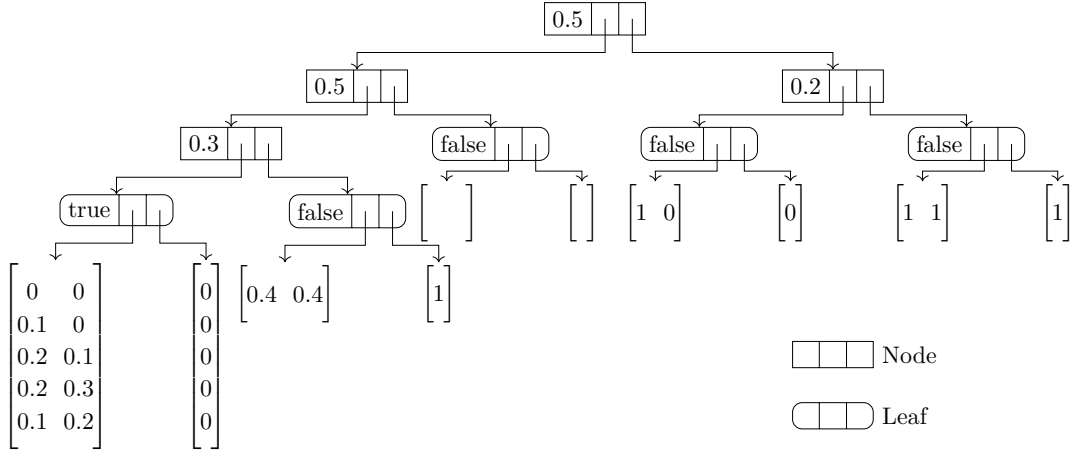 0.5
0.5
0.2
0.3 false false false
true false
1 0 0 1 1 1
0 0 0 0.4 0.4 1
0.1 0 0
0.2 0.1 0
0.2 0.3 0
0.1 0.2 0
Node
Leaf